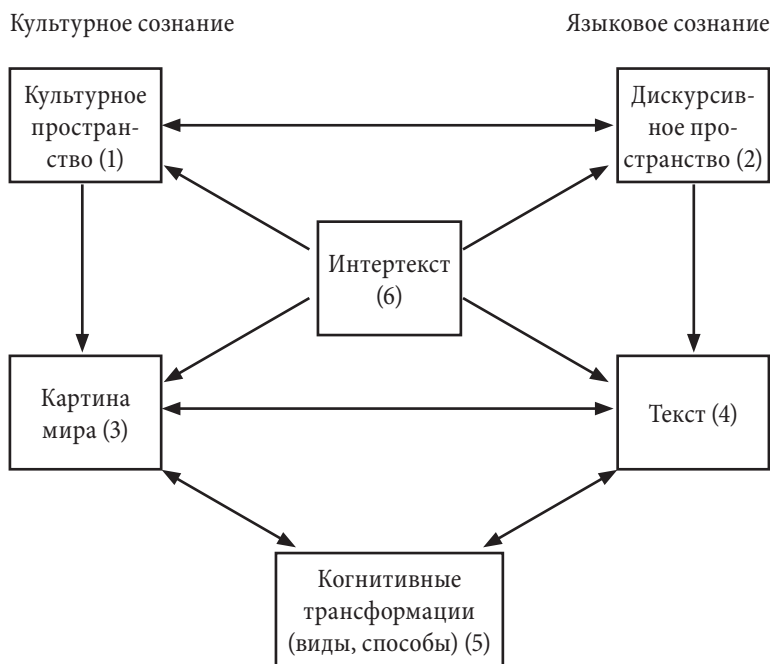 Культурное сознание
Языковое сознание
Культурное
простран-
ство (1)
Дискурсив-
ное про-
странство (2)
Интертекст
(6)
Картина
мира (3)
Текст (4)
Когнитивные
трансформации
(виды, способы) (5)